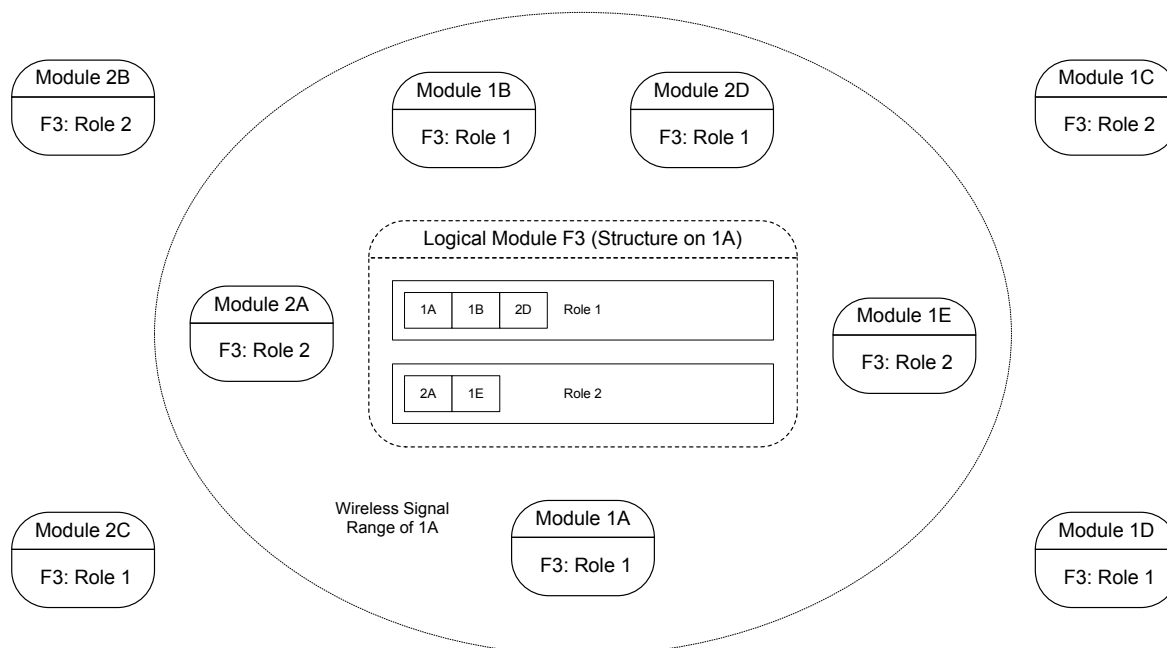 Module 2B
F3: Role 2
Module 1B
F3: Role 1
Module 2D
F3: Role 1
Module 1C
F3: Role 2
Logical Module F3 (Structure on 1A)
1A 1B 2D Role 1
2A 1E Role 2
Module 2A
F3: Role 2
Module 1E
F3: Role 2
Wireless Signal
Range of 1A
Module 2C
F3: Role 1
Module 1A
F3: Role 1
Module 1D
F3: Role 1